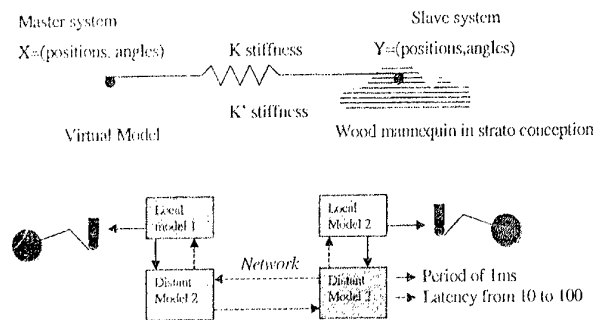 Master system
Slave system
X=(positions, angles)
K stiffness
Y=(positions,angles)
K' stiffness
Virtual Model
Wood mannequin in strato conception
Local
model 1
Local
Model 2
Network
Distant
Model 2
Distant
Model 2
Period of 1ms
Latency from 10 to 100